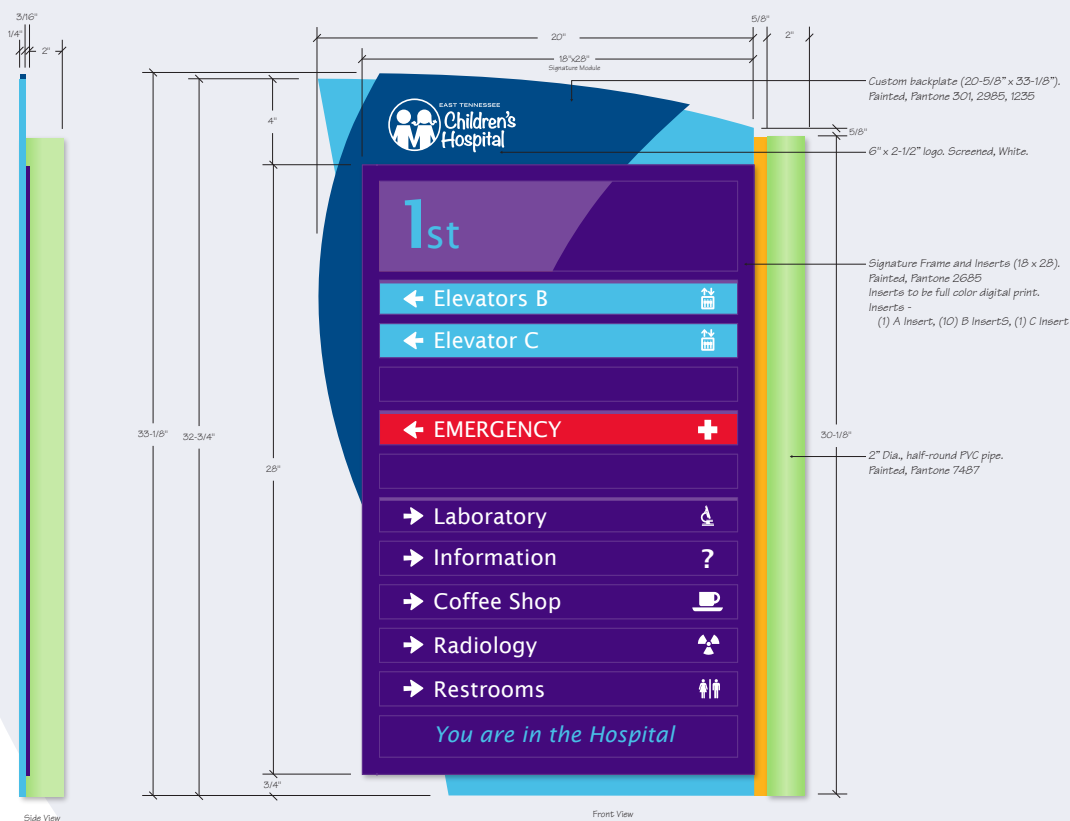 3/16"
1/4"
2"
20"
18"x28"
Signature Module
5/8"
2"
Custom backplate (20-5/8" x 33-1/8").
Painted, Pantone 301, 2985, 1235
4"
EAST TENNESSEE
Children's
Hospital
5/8"
6" x 2-1/2" logo. Screened, White.
1st
Signature Frame and Inserts (18 x 28).
Painted, Pantone 2685
Inserts to be full color digital print.
Inserts -
(1) A Insert, (10) B InsertS, (1) C Insert
Elevators B
Elevator C
33-1/8"
32-3/4"
28"
EMERGENCY
30-1/8"
2" Dia., half-round PVC pipe.
Painted, Pantone 7487
Laboratory
Information ?
Coffee Shop
Radiology
Restrooms
You are in the Hospital
3/4"
Side View
Front View